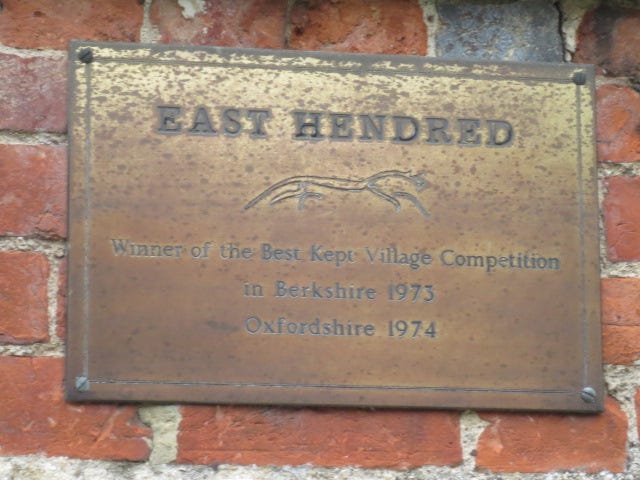 EAST HENDRED
Winner of the Best Kept Village Competition
in Berkshire 1973
Oxfordshire 1974